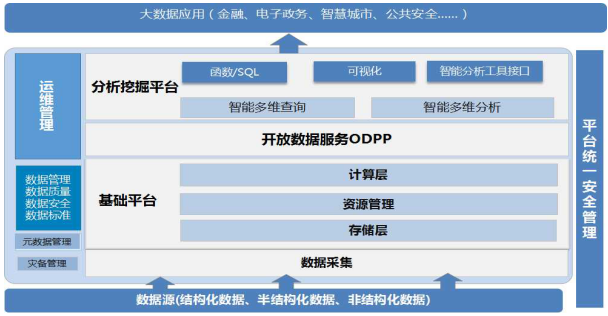 大数据应用（金融、电子政务、智慧城市、公共安全......）
运维管理
分析挖掘平台
函数/SQL
可视化
智能分析工具接口
智能多维查询
智能多维分析
开放数据服务ODPP
数据管理
数据质量
数据安全
数据标准
元数据管理
灾备管理
基础平台
计算层
资源管理
存储层
数据采集
平台统一安全管理
数据源(结构化数据、半结构化数据、非结构化数据)